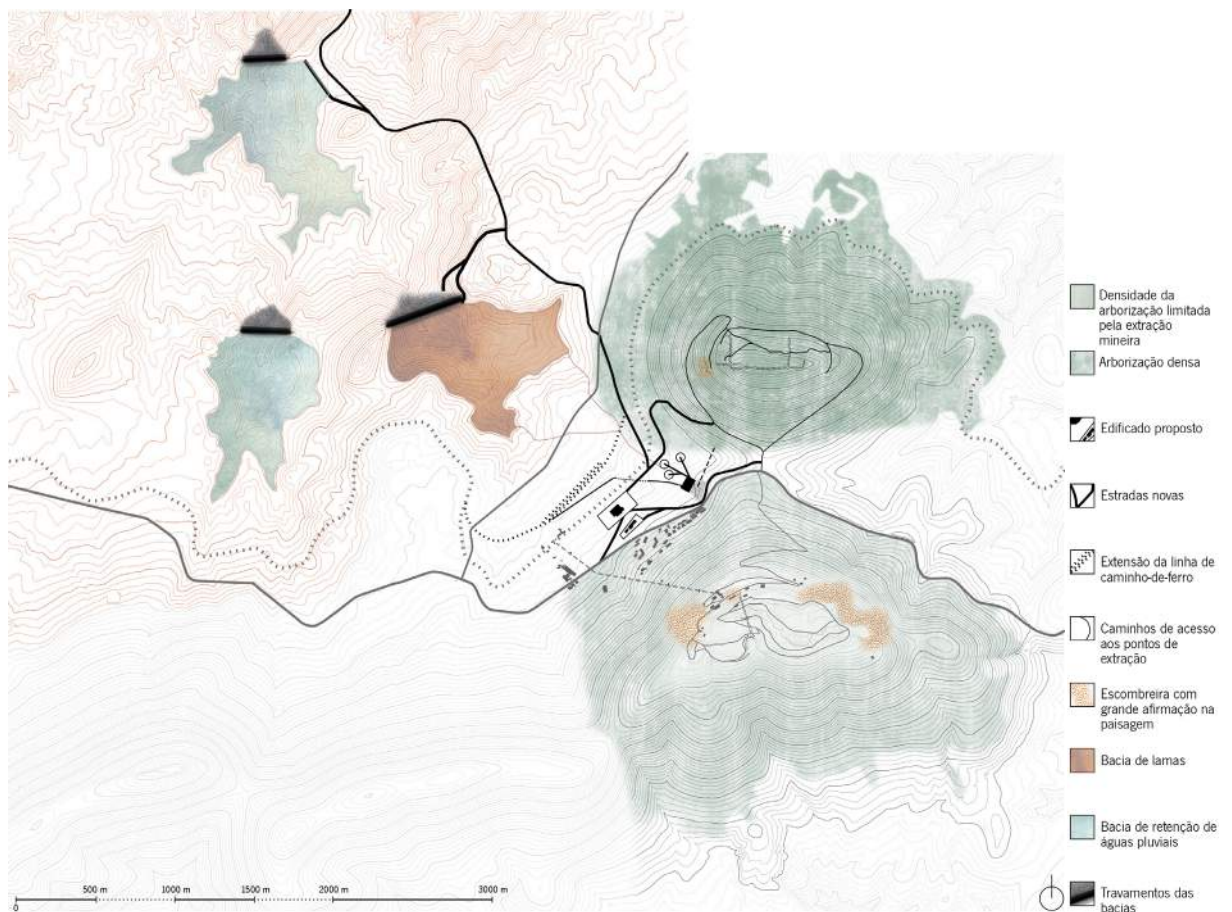 Densidade da
arborização limitada
pela extração
mineira
Arborização densa
Edificado proposto
Estradas novas
Extensão da linha de
caminho-de-ferro
Caminhos de acesso
aos pontos de
extração
Escombreira com
grande afirmação na
paisagem
Bacia de lamas
Bacia de retenção de
águas pluviais
Travamentos das
bacias
500 m 1000 m 1500 m 2000 m 3000 m
0